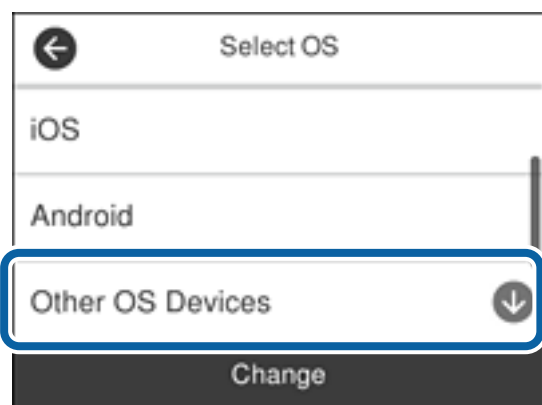 Select OS
iOS
Android
Other OS Devices
Change